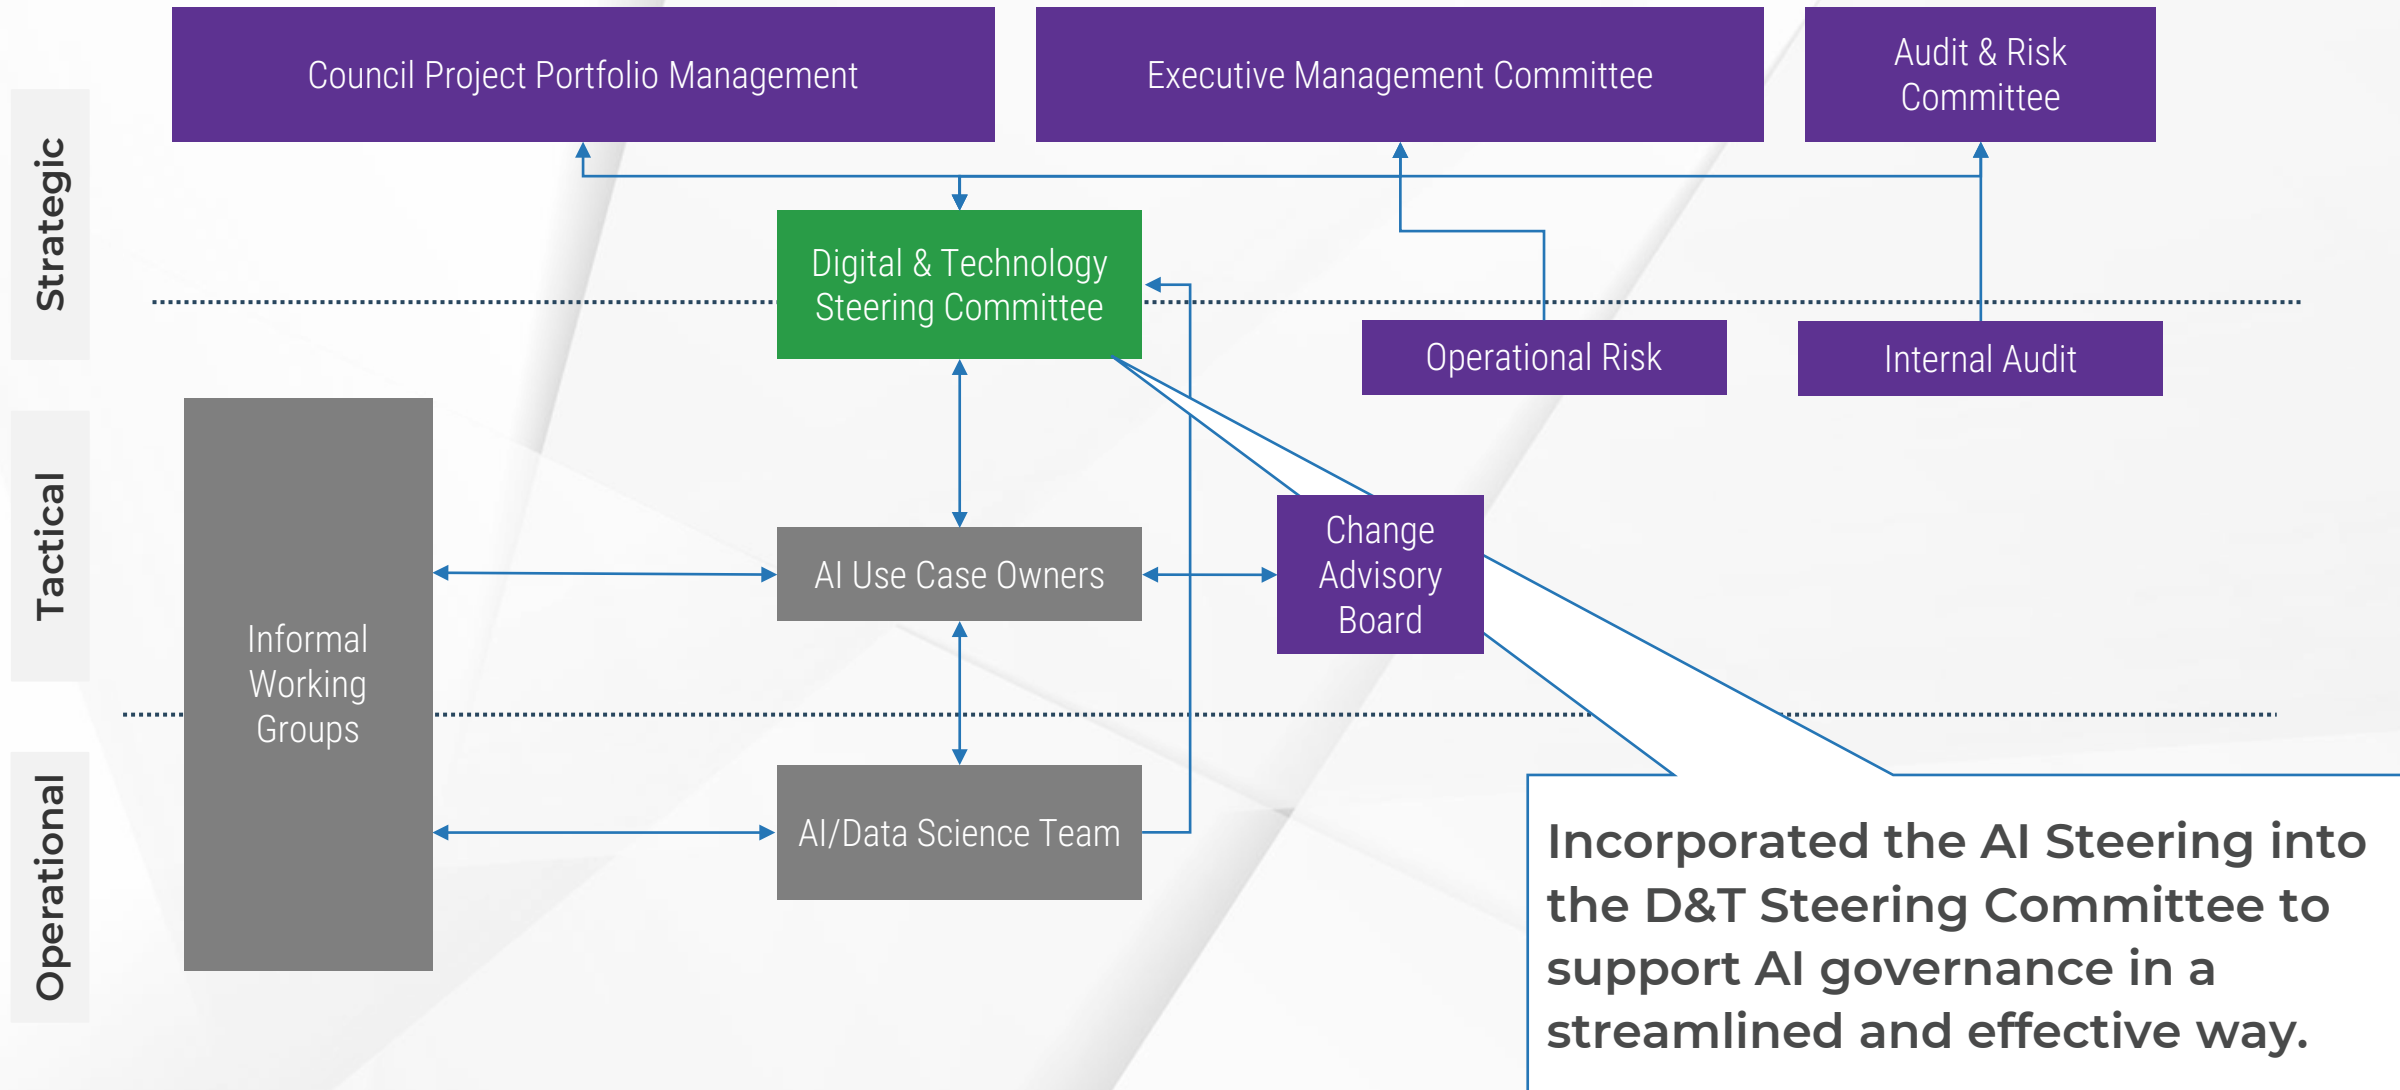 Council Project Portfolio Management
Executive Management Committee
Audit & Risk
Committee
Strategic
Digital & Technology
Steering Committee
Operational Risk
Internal Audit
Tactical
Informal
Working
Groups
AI Use Case Owners
Change
Advisory
Board
Operational
AI/Data Science Team
Incorporated the AI Steering into
the D&T Steering Committee to
support AI governance in a
streamlined and effective way.